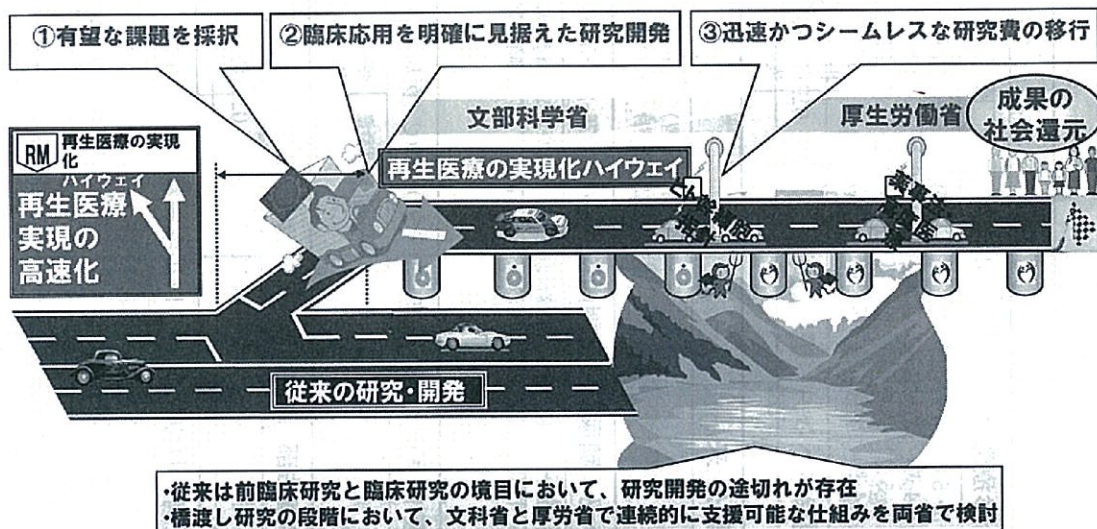 ①有望な課題を採択
②臨床応用を明確に見据えた研究開発
③迅速かつシームレスな研究費の移行
文部科学省
厚生労働省
成果の
社会還元
RM
再生医療の実現
化
ハイウェイ
再生医療
実現の
高速化
再生医療の実現化ハイウェイ
従来の研究・開発
・従来は前臨床研究と臨床研究の境目において、研究開発の途切れが存在
・橋渡し研究の段階において、文科省と厚労省で連続的に支援可能な仕組みを両省で検討